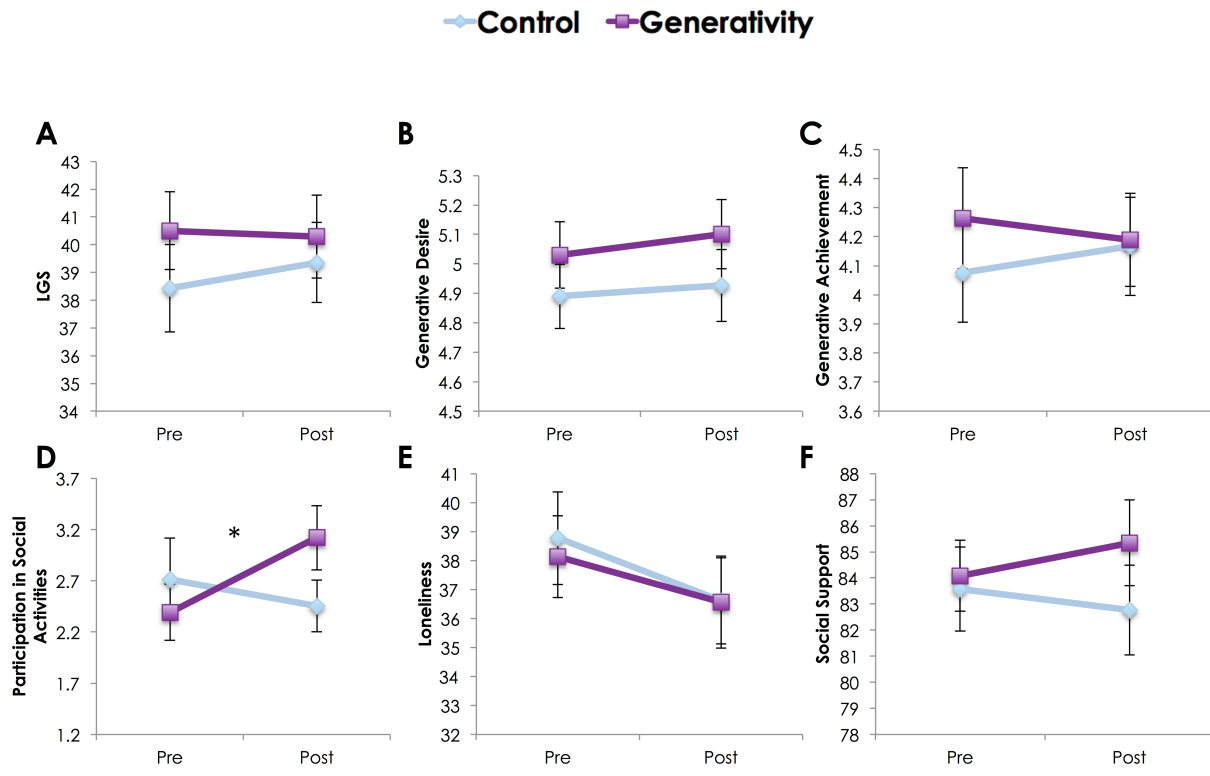 Control Generativity
A
LGS
43
42
41
40
39
38
37
36
35
34
Pre Post
B
Generative Desire
5.3
5.2
5.1
5
4.9
4.8
4.7
4.6
4.5
Pre Post
C
Generative Achievement
4.5
4.4
4.3
4.2
4.1
4
3.9
3.8
3.7
3.6
Pre Post
D
Participation in Social
Activities
3.7
3.2
2.7
2.2
1.7
1.2
*
Pre Post
E
Loneliness
41
40
39
38
37
36
35
34
33
32
Pre Post
F
Social Support
88
87
86
85
84
83
82
81
80
79
78
Pre Post